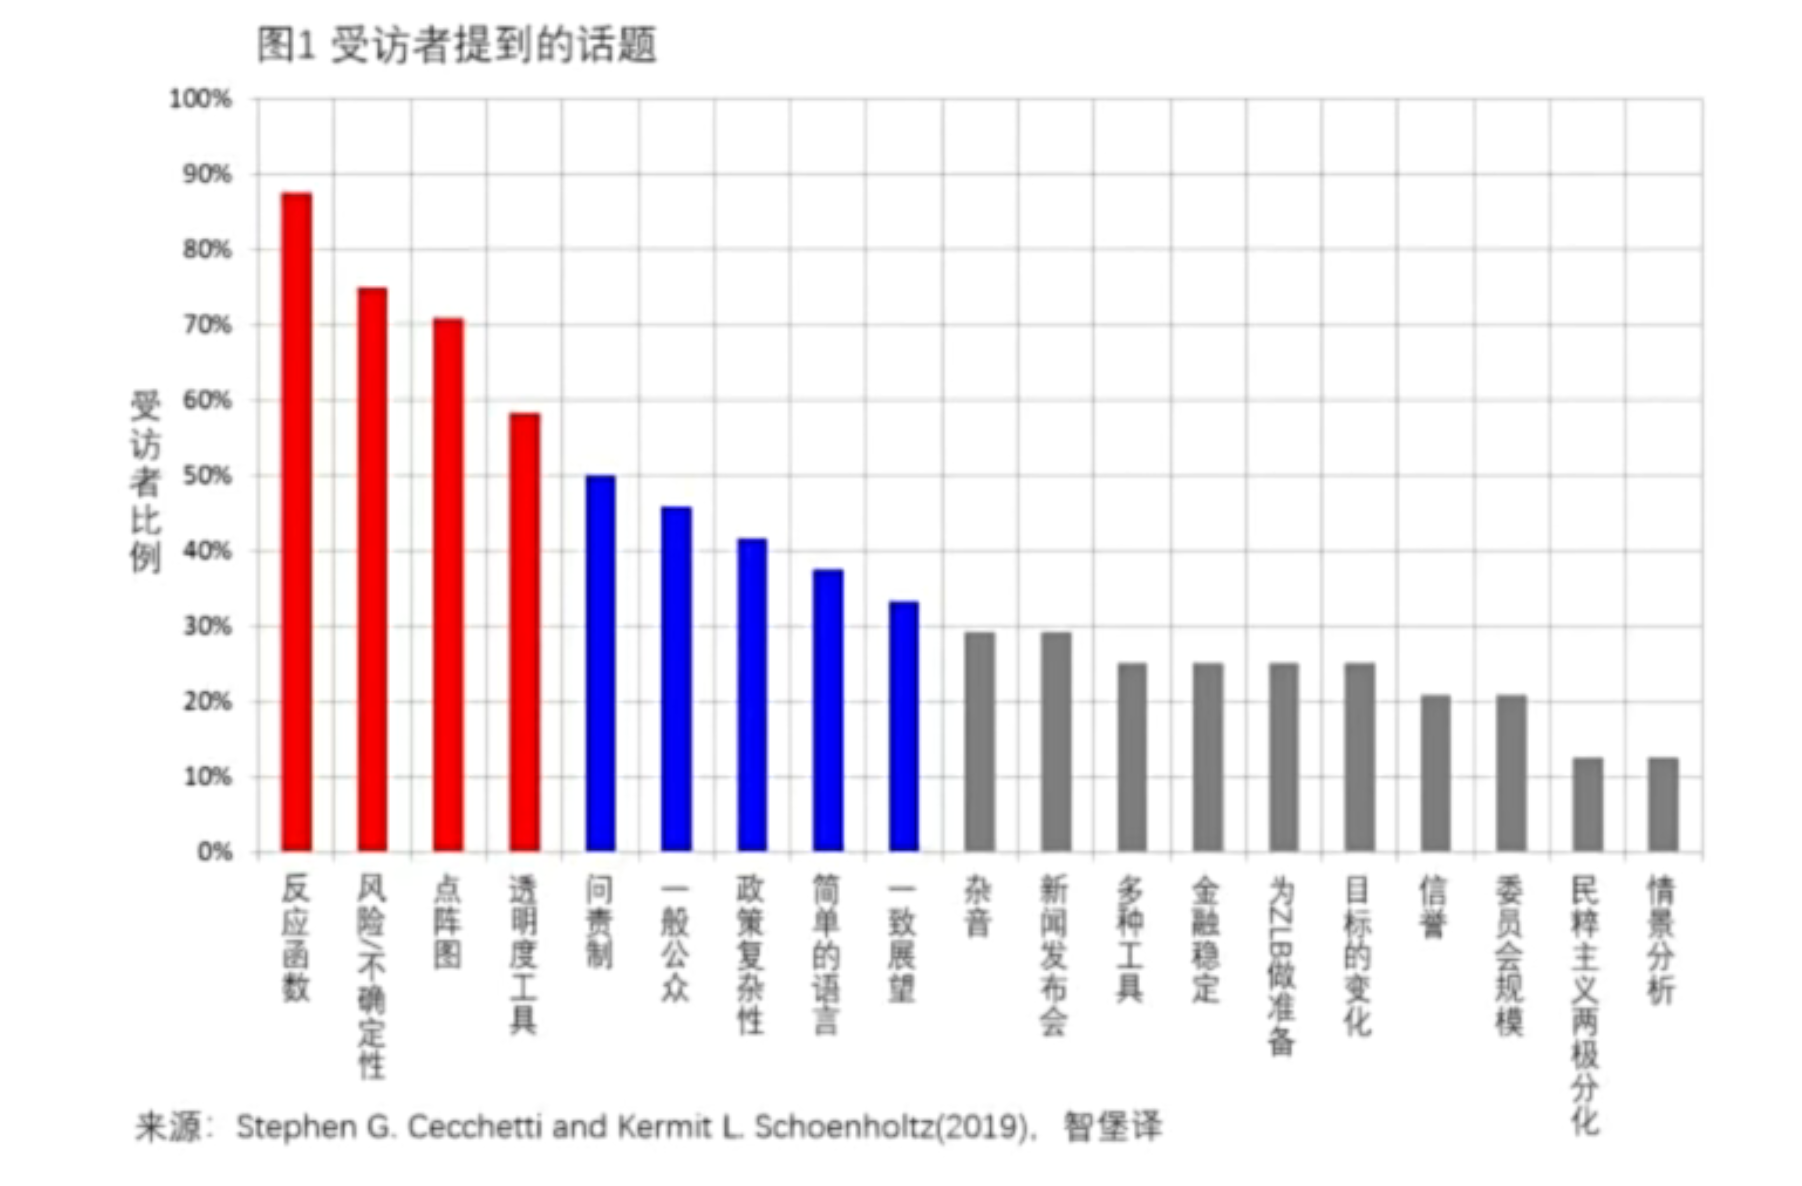 图1 受访者提到的话题
100%
90%
80%
70%
60%
50%
40%
30%
20%
10%
0%
受访者比例
反应函数
风险/不确定性
点阵图
透明度工具
问责制
一般公众
政策复杂性
简单的语言
一致展望
杂音
新闻发布会
多种工具
金融稳定
为ZLB做准备
目标的变化
信誉
委员会规模
民粹主义两极分化
情景分析
来源：Stephen G. Cecchetti and Kermit L. Schoenholtz(2019)，智堡译